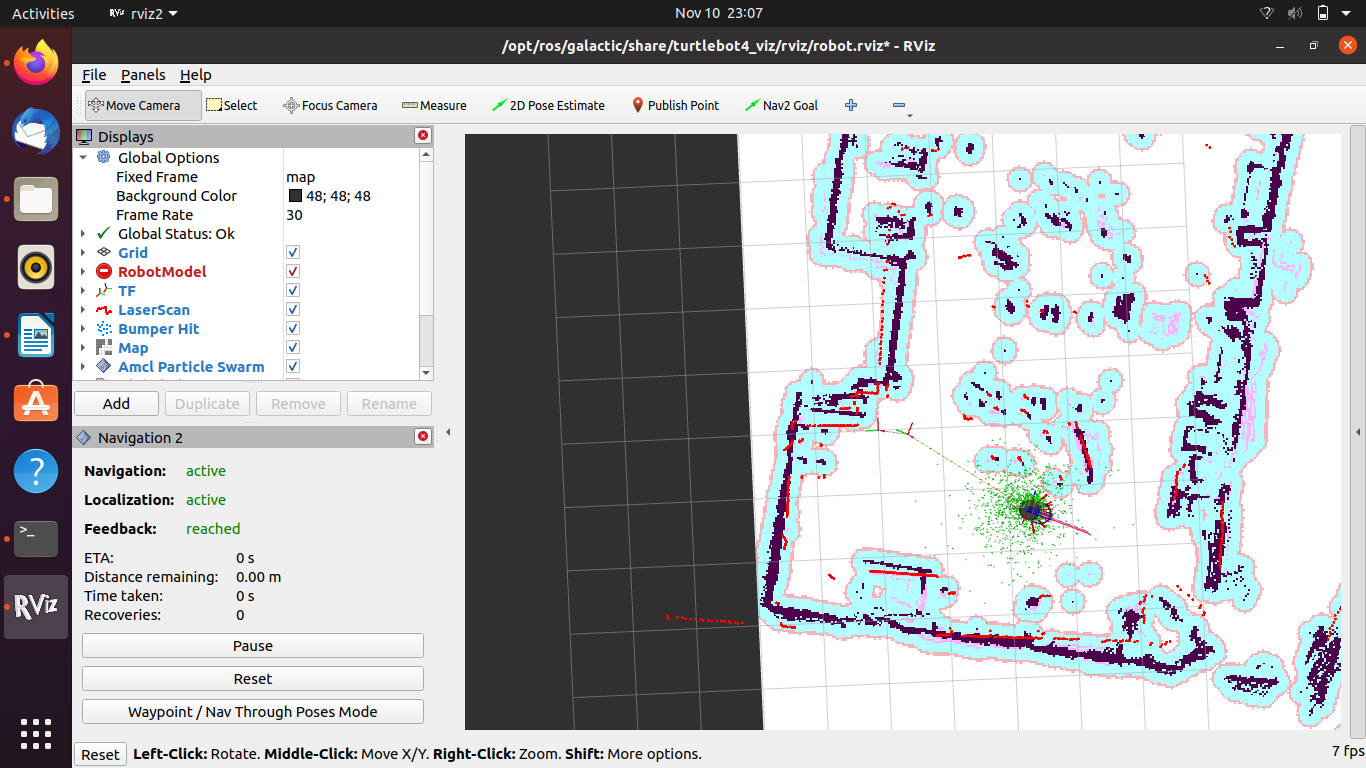 Activities RViz rviz2 Nov 10 23:07
/opt/ros/galactic/share/turtlebot4_viz/rviz/robot.rviz* - RViz
File Panels Help
Move Camera Select Focus Camera Measure 2D Pose Estimate Publish Point Nav2 Goal
Displays
Global Options
Fixed Frame map
Background Color 48; 48; 48
Frame Rate 30
Global Status: Ok
Grid
RobotModel
TF
LaserScan
Bumper Hit
Map
Amcl Particle Swarm
Add Duplicate Remove Rename
Navigation 2
Navigation: active
Localization: active
Feedback: reached
ETA: 0 s
Distance remaining: 0.00 m
Time taken: 0 s
Recoveries: 0
RViz
Pause
Reset
Waypoint / Nav Through Poses Mode
Reset Left-Click: Rotate. Middle-Click: Move X/Y. Right-Click: Zoom. Shift: More options. 7 fps